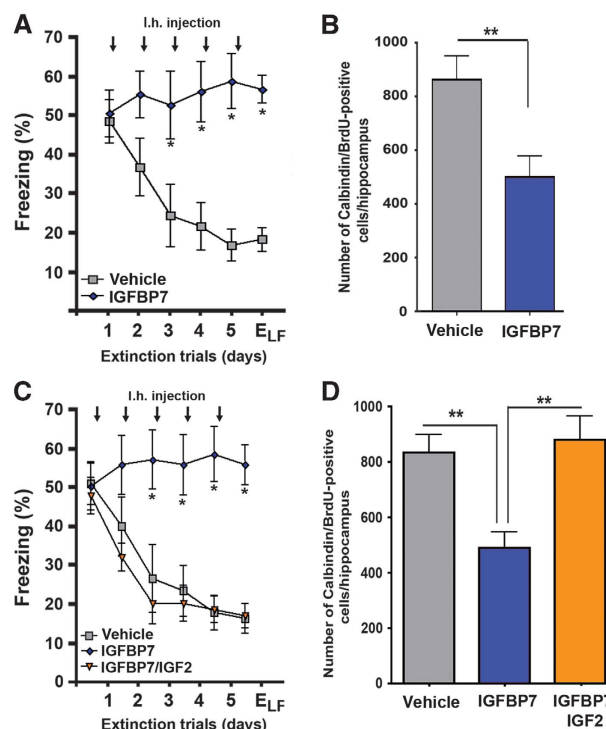 A
I.h. injection
70
60
50
40
30
20
10
Freezing (%)
*
*
*
*
Vehicle
IGFBP7
1 2 3 4 5 ELF
Extinction trials (days)
B
**
1000
800
600
400
200
0
Number of Calbindin/BrdU-positive
cells/hippocampus
Vehicle IGFBP7
C
I.h. injection
70
60
50
40
30
20
10
0
Freezing (%)
*
*
*
*
Vehicle
IGFBP7
IGFBP7/IGF2
1 2 3 4 5 ELF
Extinction trials (days)
D
**
**
1000
800
600
400
200
0
Number of Calbindin/BrdU-positive
cells/hippocampus
Vehicle IGFBP7 IGFBP7
IGF2